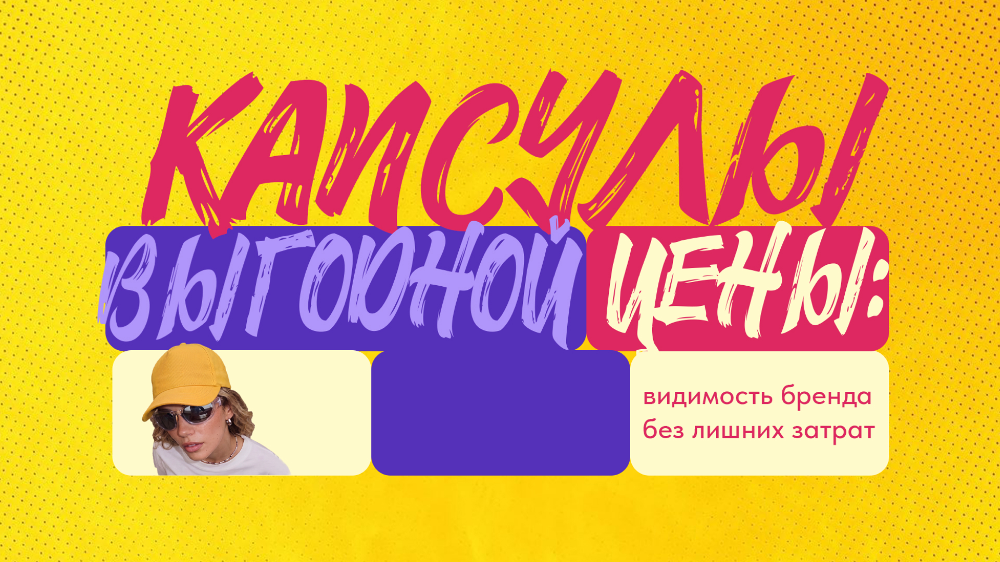 КАПСУЛЫ
ВЫГОДНОЙ ЦЕНЫ:
видимость бренда
без лишних затрат